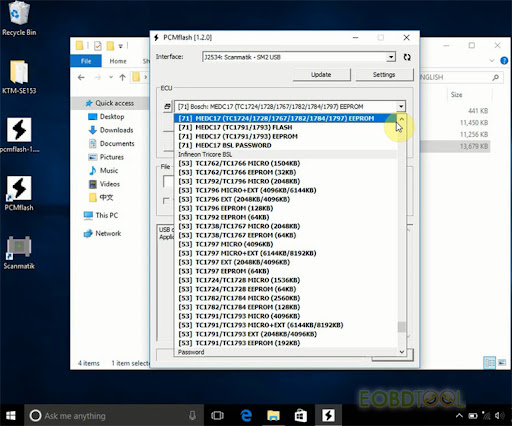 Recycle Bin
KTM-SE153
pcmflash-1....
PCMflash
Scanmatik
File
Home
Quick access
Desktop
Downloads
Documents
Pictures
Music
Videos
中文
This PC
Network
4 items
1 item selected
ENGLISH
Size
441 KB
11,450 KB
11,256 KB
13,679 KB
PCMflash [1.2.0]
Interface:
J2534: Scanmatik - SM2 USB
Update
Settings
ECU
[71] Bosch: MEDC17 (TC1724/1728/1767/1782/1784/1797) EEPROM
[71] MEDC17 (TC1724/1728/1767/1782/1784/1797) EEPROM
[71] MEDC17 (TC1791/1793) FLASH
[71] MEDC17 (TC1791/1793) EEPROM
[71] MEDC17 BSL PASSWORD
Infineon Tricore BSL
[53] TC1762/TC1766 MICRO (1504KB)
[53] TC1762/TC1766 EEPROM (32KB)
[53] TC1792/TC1796 MICRO (2048KB)
[53] TC1796 MICRO+EXT (4096KB/6144KB)
[53] TC1796 EXT (2048KB/4096KB)
[53] TC1796 EEPROM (128KB)
[53] TC1792 EEPROM (64KB)
[53] TC1738/TC1767 MICRO (2048KB)
[53] TC1736/TC1767 EEPROM (64KB)
[53] TC1797 MICRO (4096KB)
[53] TC1797 MICRO+EXT (6144KB/8192KB)
[53] TC1797 EXT (2048KB/4096KB)
[53] TC1797 EEPROM (64KB)
[53] TC1724/TC1728 MICRO (1536KB)
[53] TC1724/TC1728 EEPROM (64KB)
[53] TC1782/TC1784 MICRO (2560KB)
[53] TC1782/TC1784 EEPROM (128KB)
[53] TC1791/TC1793 MICRO (4096KB)
[53] TC1791/TC1793 MICRO+EXT (6144KB/8192KB)
[53] TC1791/TC1793 EXT (2048KB/4096KB)
[53] TC1791/TC1793 EEPROM (192KB)
Password
File
USB
Applic
EOBDTOOL
Ask me anything